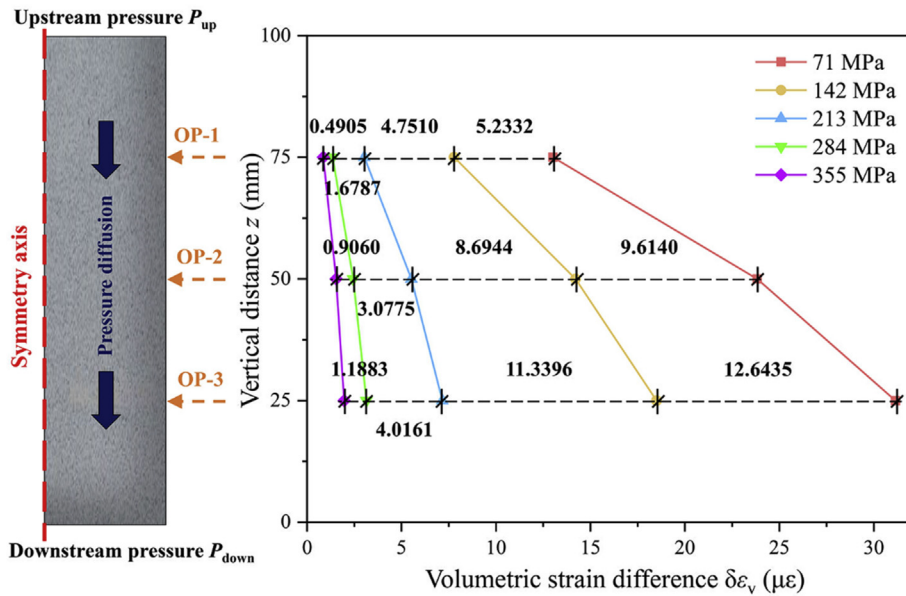 Upstream pressure Pup
Symmetry axis
Pressure diffusion
OP-1
OP-2
OP-3
Downstream pressure Pdown
Vertical distance z (mm)
100
75
50
25
0
71 MPa
142 MPa
213 MPa
284 MPa
355 MPa
0.4905 4.7510 5.2332
1.6787
0.9060 8.6944 9.6140
3.0775
1.1883 11.3396 12.6435
4.0161
0 5 10 15 20 25 30
Volumetric strain difference δεv (με)